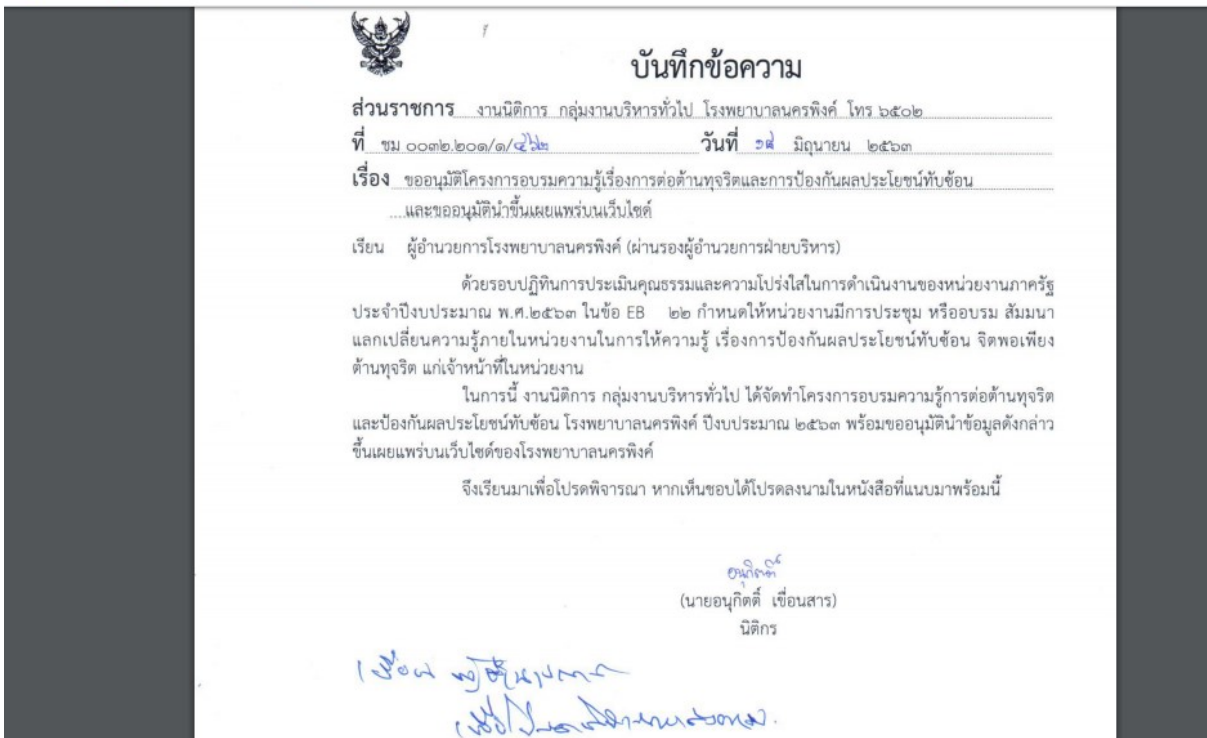 บันทึกข้อความ
ส่วนราชการ งานนิติการ กลุ่มงานบริหารทั่วไป โรงพยาบาลนครพิงค์ โทร ๖๕๐๒
ที่ ชม ๐๐๓๒.๒๐๑/๑/๔๖๒ วันที่ ๑๘ มิถุนายน ๒๕๖๓
เรื่อง ขออนุมัติโครงการอบรมความรู้เรื่องการต่อต้านทุจริตและการป้องกันผลประโยชน์ทับซ้อน
และขออนุมัตินำขึ้นเผยแพร่บนเว็บไซด์
เรียน ผู้อำนวยการโรงพยาบาลนครพิงค์ (ผ่านรองผู้อำนวยการฝ่ายบริหาร)
ด้วยรอบปฏิทินการประเมินคุณธรรมและความโปร่งใสในการดำเนินงานของหน่วยงานภาครัฐ
ประจำปีงบประมาณ พ.ศ.๒๕๖๓ ในข้อ EB ๒๒ กำหนดให้หน่วยงานมีการประชุม หรืออบรม สัมมนา
แลกเปลี่ยนความรู้ภายในหน่วยงานในการให้ความรู้ เรื่องการป้องกันผลประโยชน์ทับซ้อน จิตพอเพียง
ต้านทุจริต แก่เจ้าหน้าที่ในหน่วยงาน
ในการนี้ งานนิติการ กลุ่มงานบริหารทั่วไป ได้จัดทำโครงการอบรมความรู้การต่อต้านทุจริต
และป้องกันผลประโยชน์ทับซ้อน โรงพยาบาลนครพิงค์ ปีงบประมาณ ๒๕๖๓ พร้อมขออนุมัตินำข้อมูลดังกล่าว
ขึ้นเผยแพร่บนเว็บไซด์ของโรงพยาบาลนครพิงค์
จึงเรียนมาเพื่อโปรดพิจารณา หากเห็นชอบได้โปรดลงนามในหนังสือที่แนบมาพร้อมนี้
อนุกิตติ์
(นายอนุกิตติ์ เขื่อนสาร)
นิติกร
เรียน ผู้อำนวยการ